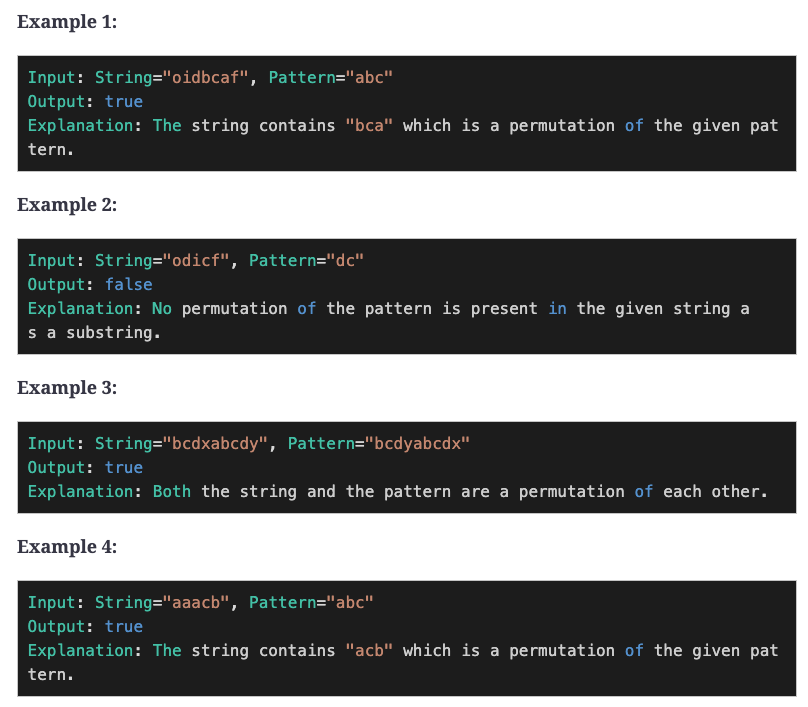 Example 1:
Input: String="oidbcaf", Pattern="abc"
Output: true
Explanation: The string contains "bca" which is a permutation of the given pat
tern.
Example 2:
Input: String="odicf", Pattern="dc"
Output: false
Explanation: No permutation of the pattern is present in the given string a
s a substring.
Example 3:
Input: String="bcdxabcdy", Pattern="bcdyabcdx"
Output: true
Explanation: Both the string and the pattern are a permutation of each other.
Example 4:
Input: String="aaacb", Pattern="abc"
Output: true
Explanation: The string contains "acb" which is a permutation of the given pat
tern.